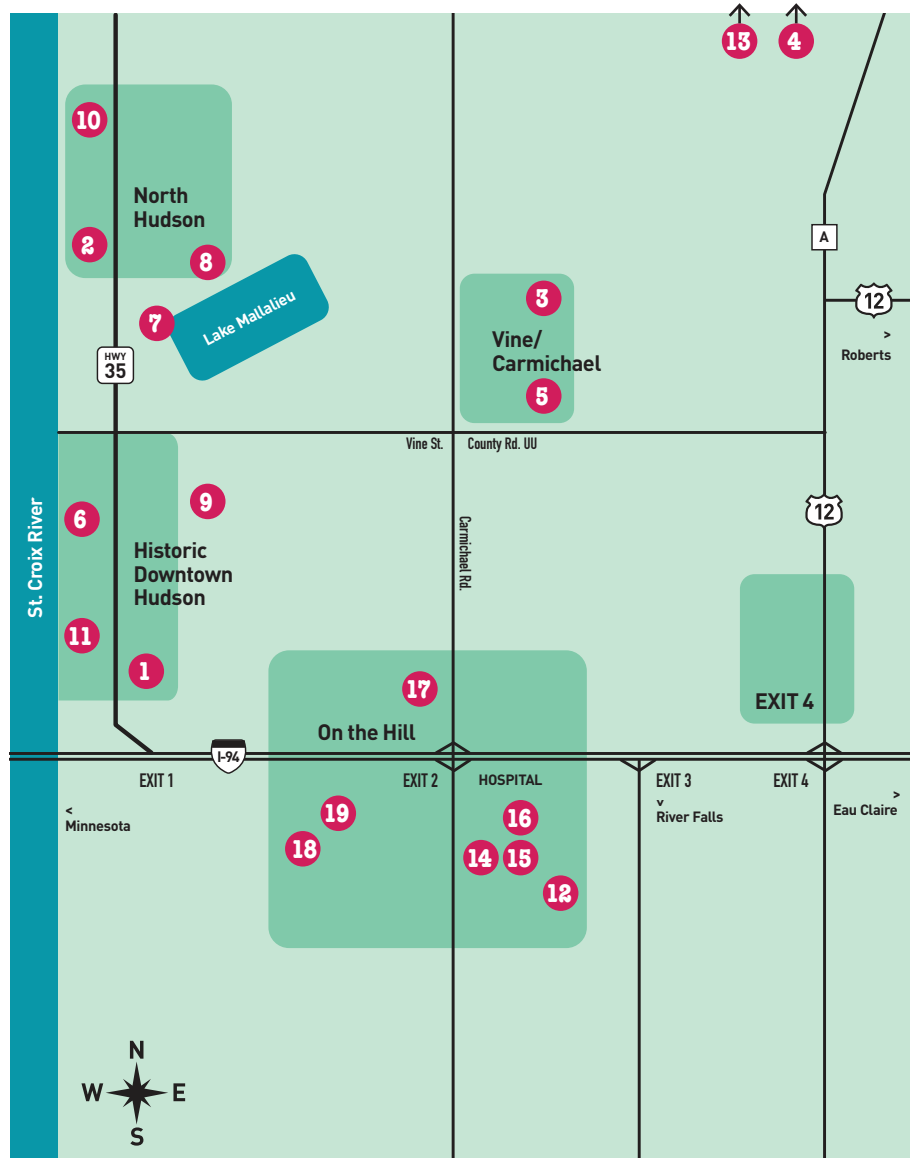 13
4
10
North
Hudson
2
8
A
12
>
Roberts
3
7
Lake Mallalieu
Vine/
Carmichael
HWY
35
5
Vine St.
County Rd. UU
St. Croix River
6
9
12
Carmichael Rd.
Historic
Downtown
Hudson
11
1
17
EXIT 4
On the Hill
I-94
EXIT 1
EXIT 2
HOSPITAL
EXIT 3
EXIT 4
<
Minnesota
v
River Falls
>
Eau Claire
19
16
18
14
15
12
N
W
E
S